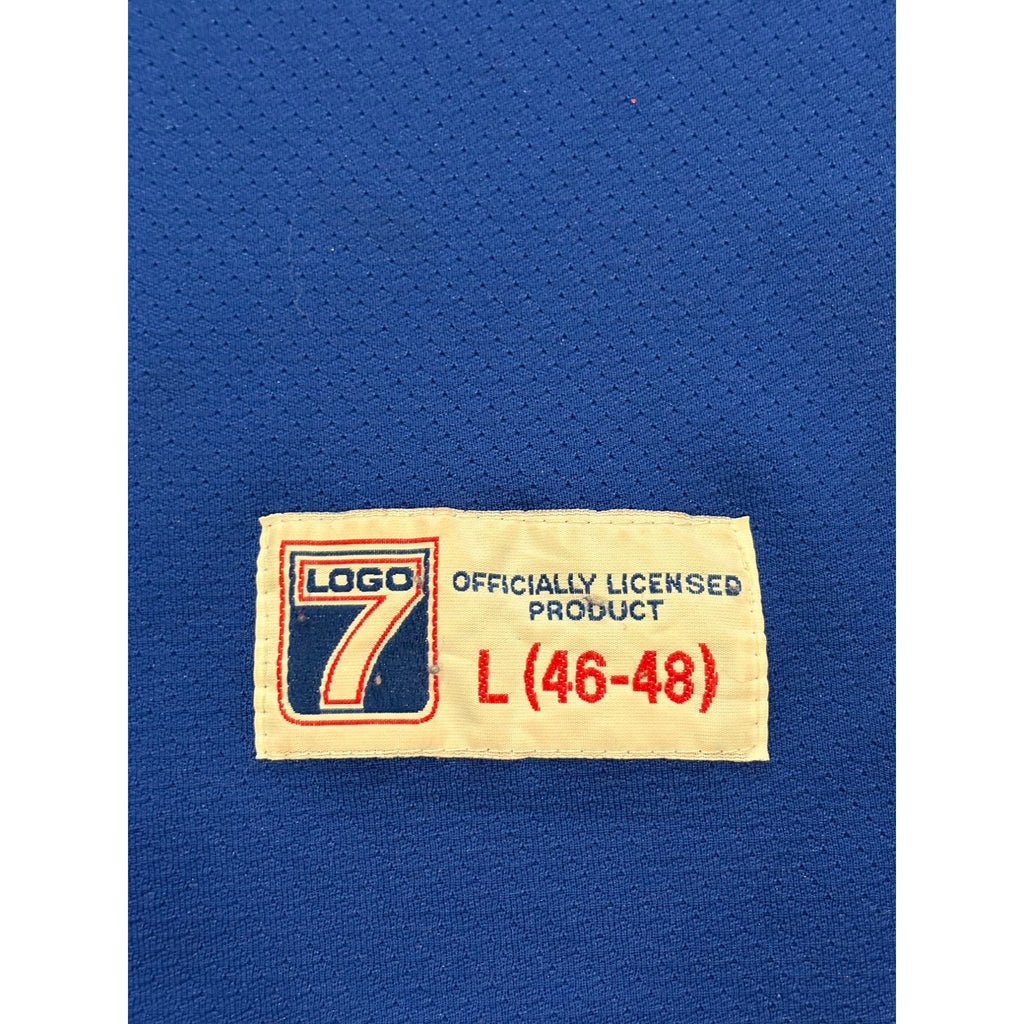 LOGO
7
OFFICIALLY LICENSED
PRODUCT
L (46-48)